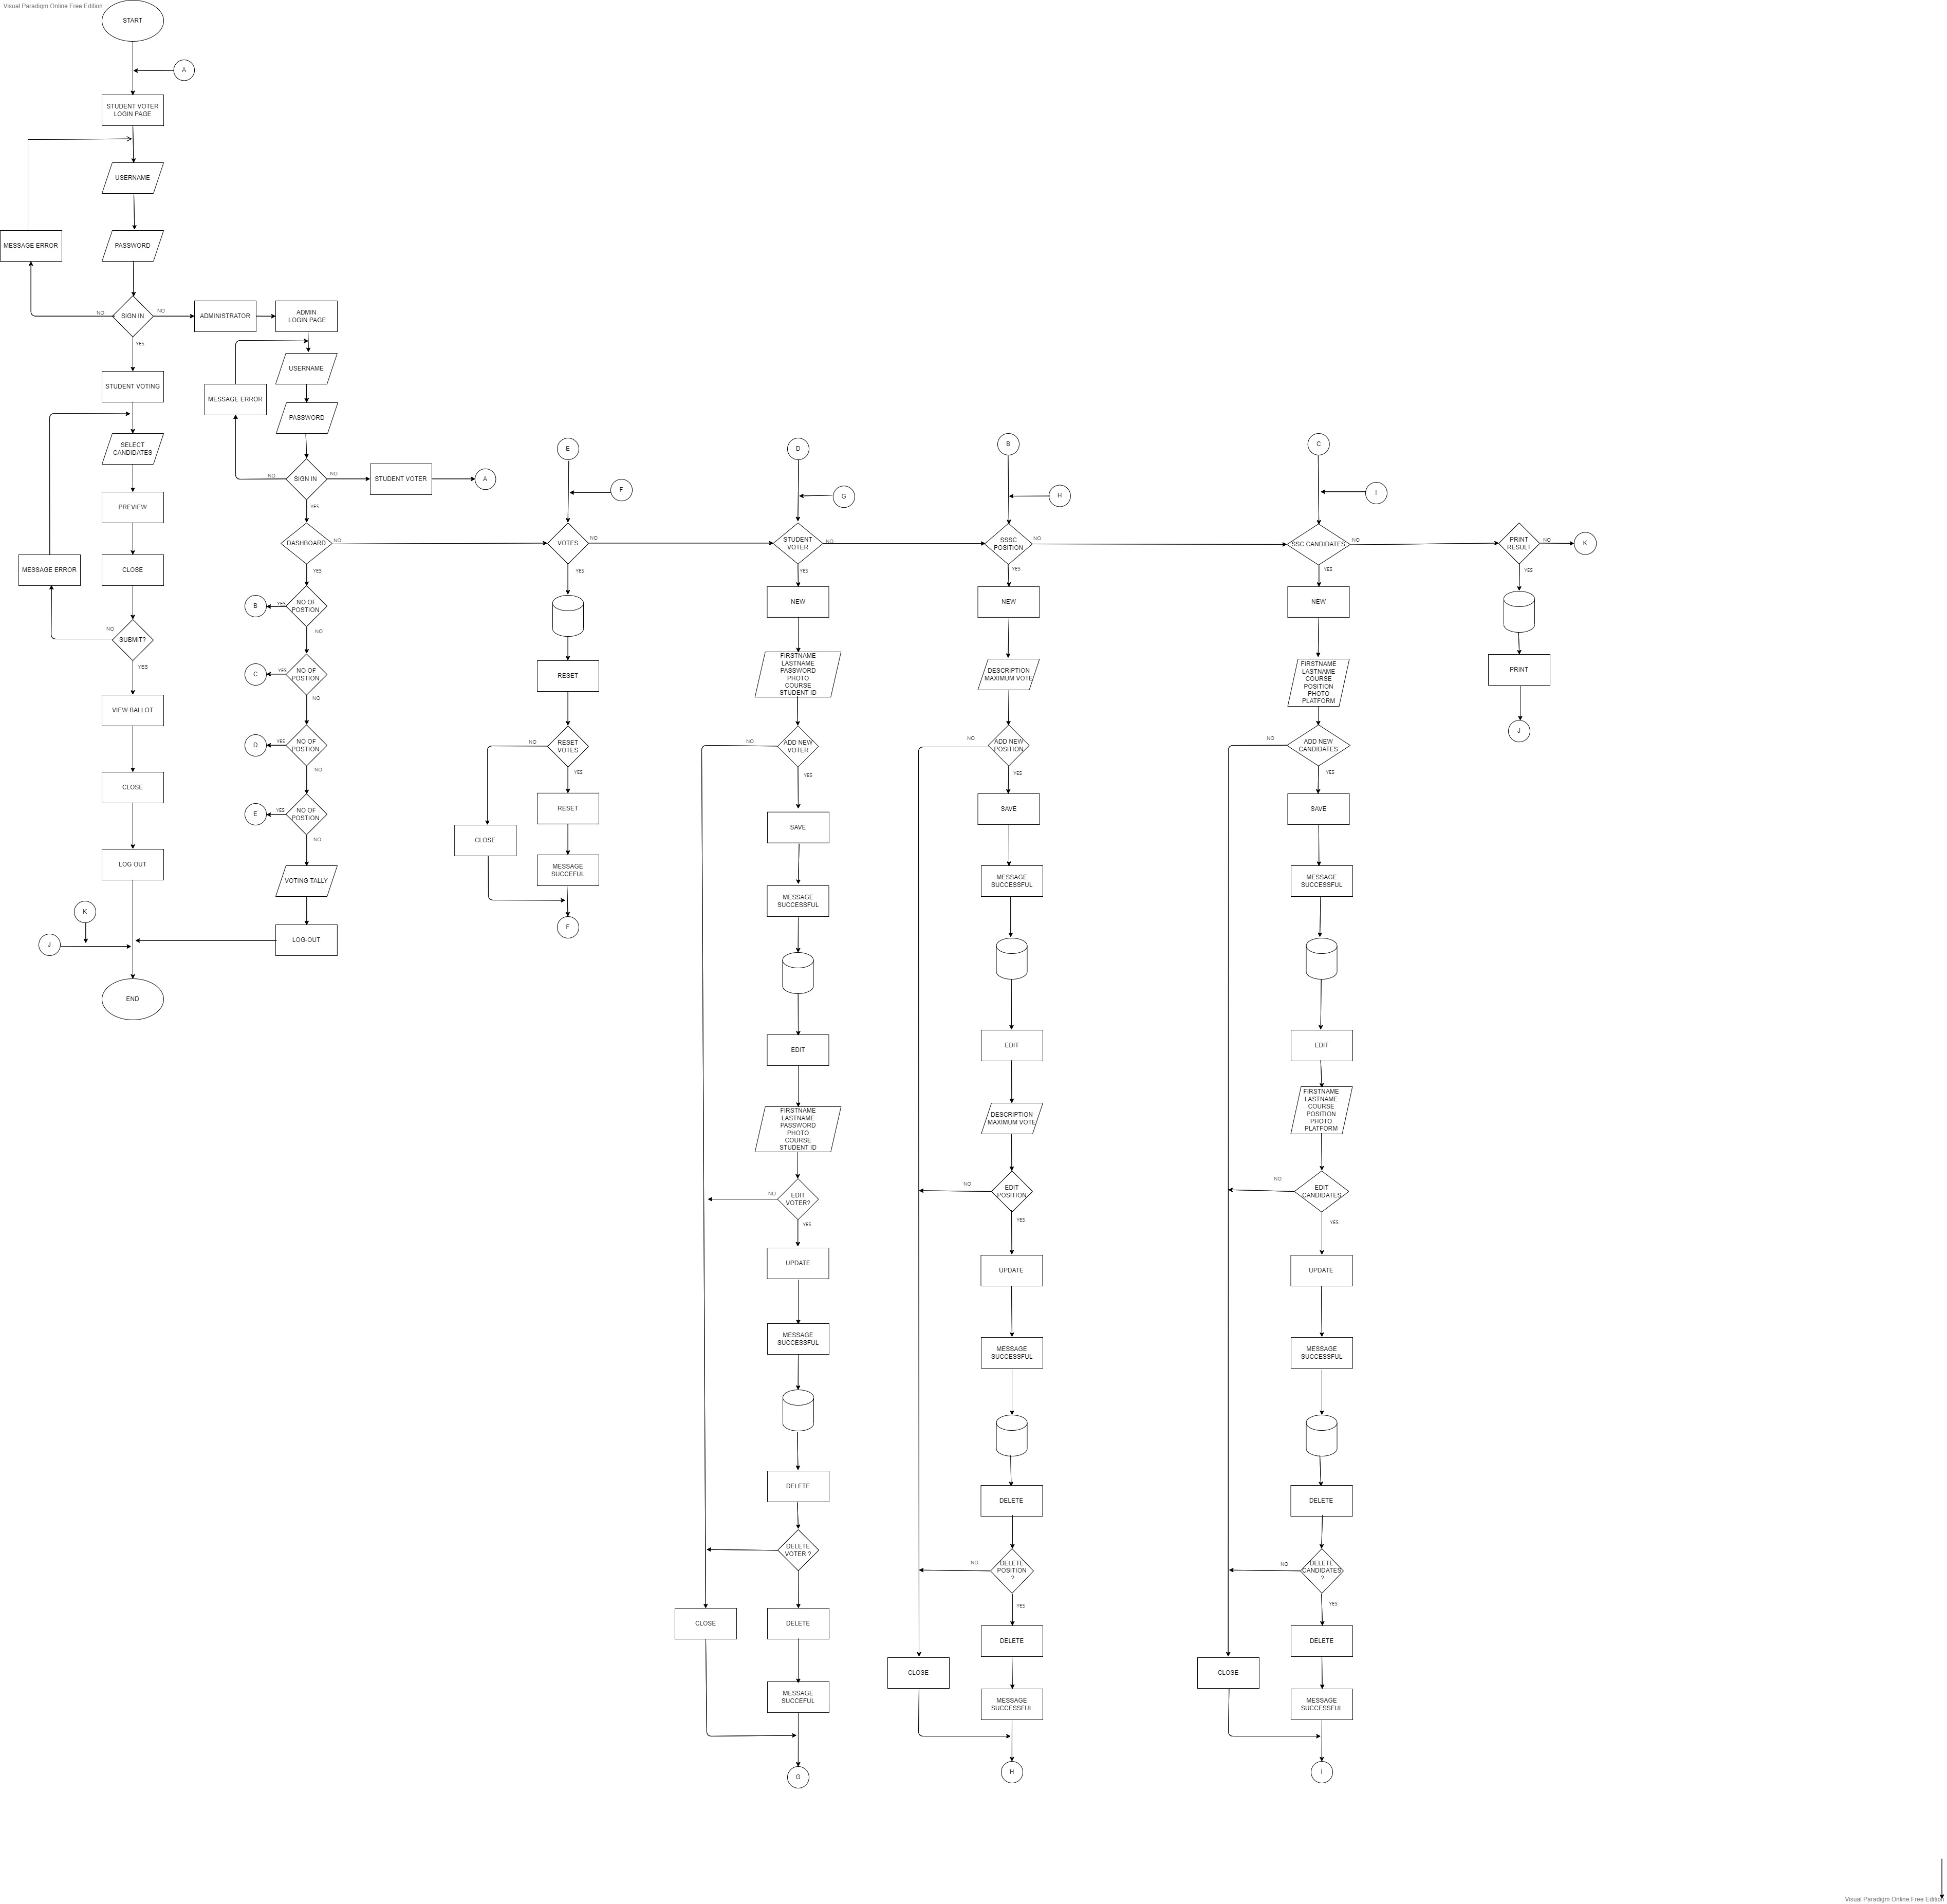 Visual Paradigm Online Free Edition
START
A
STUDENT VOTER
LOGIN PAGE
USERNAME
MESSAGE ERROR
PASSWORD
NO
SIGN IN
NO
YES
STUDENT VOTING
SELECT
CANDIDATES
PREVIEW
MESSAGE ERROR
CLOSE
NO
SUBMIT?
YES
VIEW BALLOT
CLOSE
LOG OUT
K
J
END
ADMINISTRATOR
ADMIN
LOGIN PAGE
USERNAME
MESSAGE ERROR
PASSWORD
NO
SIGN IN
NO
STUDENT VOTER
A
YES
DASHBOARD
NO
YES
B
YES
NO OF
POSTION
NO
C
YES
NO OF
POSTION
NO
D
YES
NO OF
POSTION
NO
E
YES
NO OF
POSTION
NO
VOTING TALLY
LOG-OUT
E
F
VOTES
NO
YES
RESET
NO
RESET
VOTES
YES
RESET
CLOSE
MESSAGE
SUCCEFUL
F
D
G
STUDENT
VOTER
NO
YES
NEW
FIRSTNAME
LASTNAME
PASSWORD
PHOTO
COURSE
STUDENT ID
NO
ADD NEW
VOTER
YES
SAVE
MESSAGE
SUCCESSFUL
EDIT
FIRSTNAME
LASTNAME
PASSWORD
PHOTO
COURSE
STUDENT ID
NO
EDIT
VOTER?
YES
UPDATE
MESSAGE
SUCCESSFUL
DELETE
DELETE
VOTER ?
CLOSE
DELETE
MESSAGE
SUCCEFUL
G
B
H
SSSC
POSITION
NO
YES
NEW
DESCRIPTION
MAXIMUM VOTE
NO
ADD NEW
POSITION
YES
SAVE
MESSAGE
SUCCESSFUL
EDIT
DESCRIPTION
MAXIMUM VOTE
NO
EDIT
POSITION
YES
UPDATE
MESSAGE
SUCCESSFUL
DELETE
NO
DELETE
POSITION
?
YES
DELETE
CLOSE
MESSAGE
SUCCESSFUL
H
C
I
SSC CANDIDATES
NO
YES
NEW
FIRSTNAME
LASTNAME
COURSE
POSITION
PHOTO
PLATFORM
NO
ADD NEW
CANDIDATES
YES
SAVE
MESSAGE
SUCCESSFUL
EDIT
FIRSTNAME
LASTNAME
COURSE
POSITION
PHOTO
PLATFORM
NO
EDIT
CANDIDATES
YES
UPDATE
MESSAGE
SUCCESSFUL
DELETE
NO
DELETE
CANDIDATES
?
YES
DELETE
CLOSE
MESSAGE
SUCCESSFUL
I
PRINT
RESULT
NO
K
YES
PRINT
J
Visual Paradigm Online Free Edition